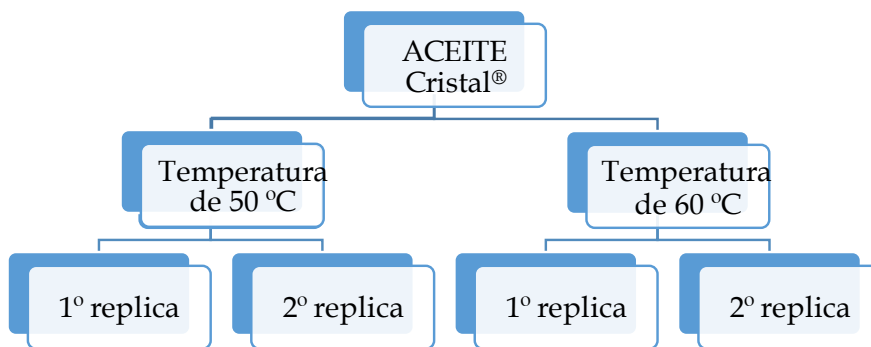 ACEITE
Cristal®
Temperatura
de 50 ºC
Temperatura
de 60 ºC
1º replica
2º replica
1º replica
2º replica